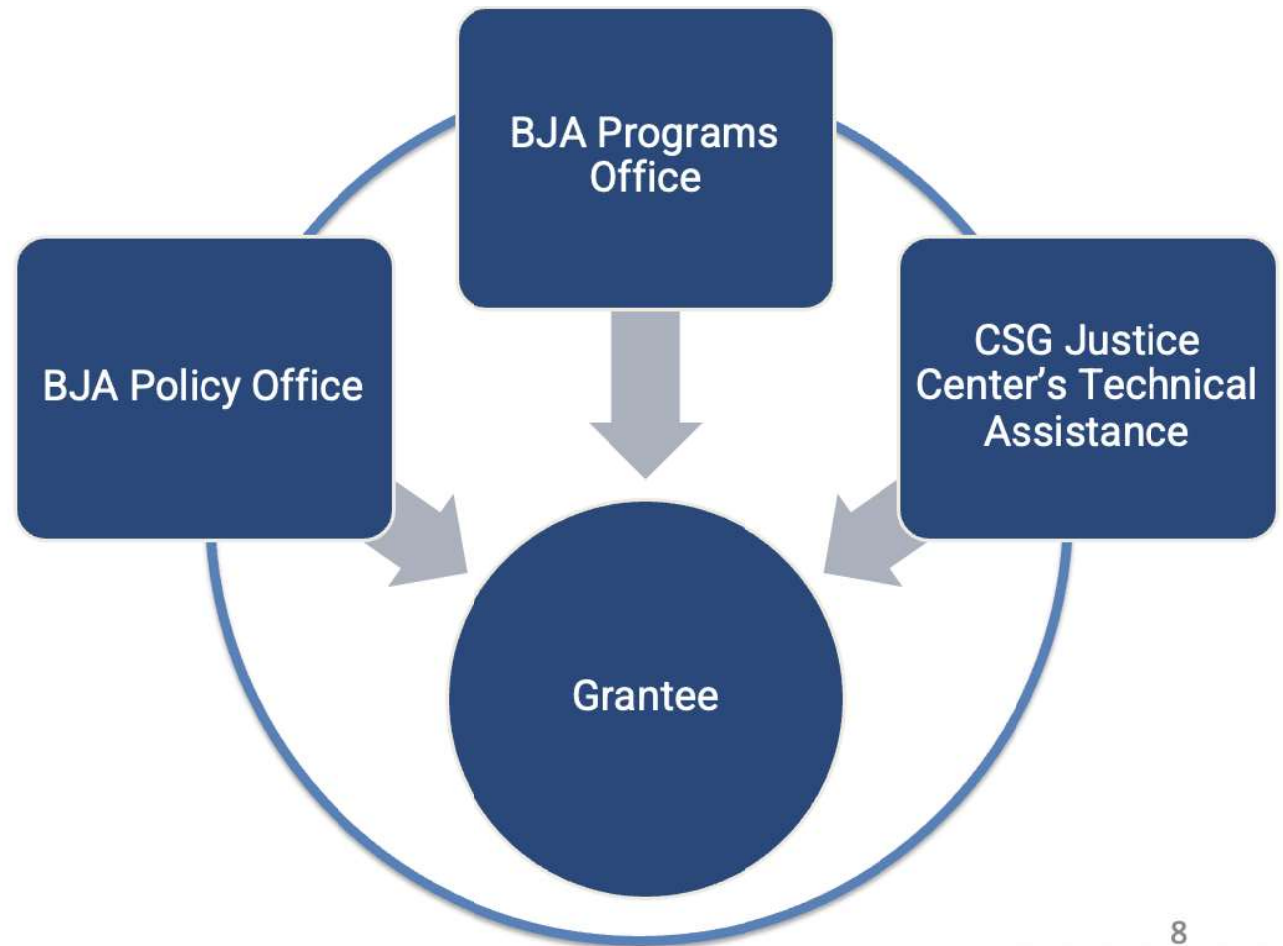 BJA Programs
Office
BJA Policy Office
CSG Justice
Center’s Technical
Assistance
Grantee
8